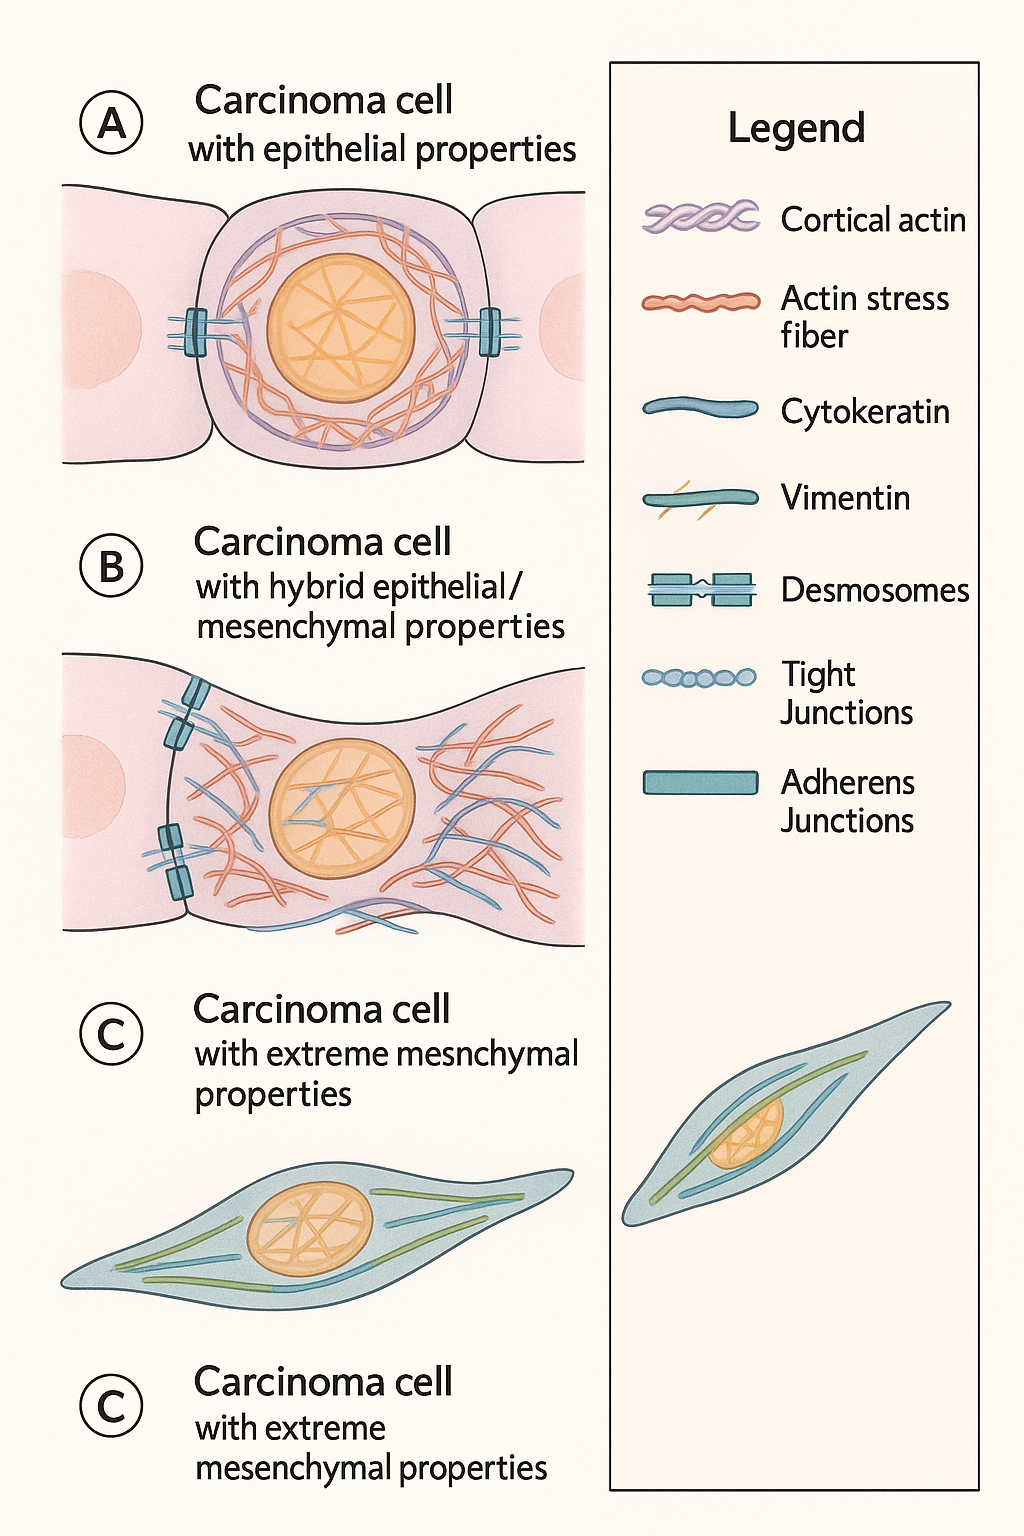 A
Carcinoma cell
with epithelial properties
B
Carcinoma cell
with hybrid epithelial/
mesenchymal properties
C
Carcinoma cell
with extreme mesnchymal
properties
C
Carcinoma cell
with extreme
mesenchymal properties
Legend
Cortical actin
Actin stress
fiber
Cytokeratin
Vimentin
Desmosomes
Tight
Junctions
Adherens
Junctions